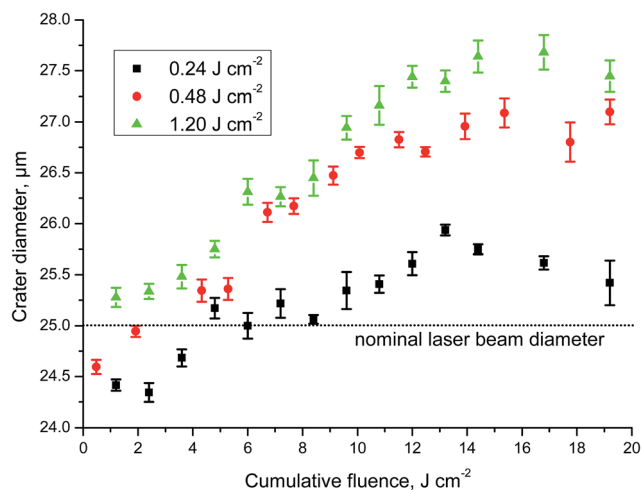 28.0
27.5
27.0
26.5
26.0
25.5
25.0
24.5
24.0
Crater diameter, µm
0.24 J cm⁻²
0.48 J cm⁻²
1.20 J cm⁻²
nominal laser beam diameter
0 2 4 6 8 10 12 14 16 18 20
Cumulative fluence, J cm⁻²